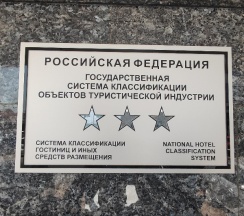 РОССИЙСКАЯ ФЕДЕРАЦИЯ
ГОСУДАРСТВЕННАЯ
СИСТЕМА КЛАССИФИКАЦИИ
ОБЪЕКТОВ ТУРИСТИЧЕСКОЙ ИНДУСТРИИ
СИСТЕМА КЛАССИФИКАЦИИ
ГОСТИНИЦ И ИНЫХ
СРЕДСТВ РАЗМЕЩЕНИЯ
NATIONAL HOTEL
CLASSIFICATION
SYSTEM